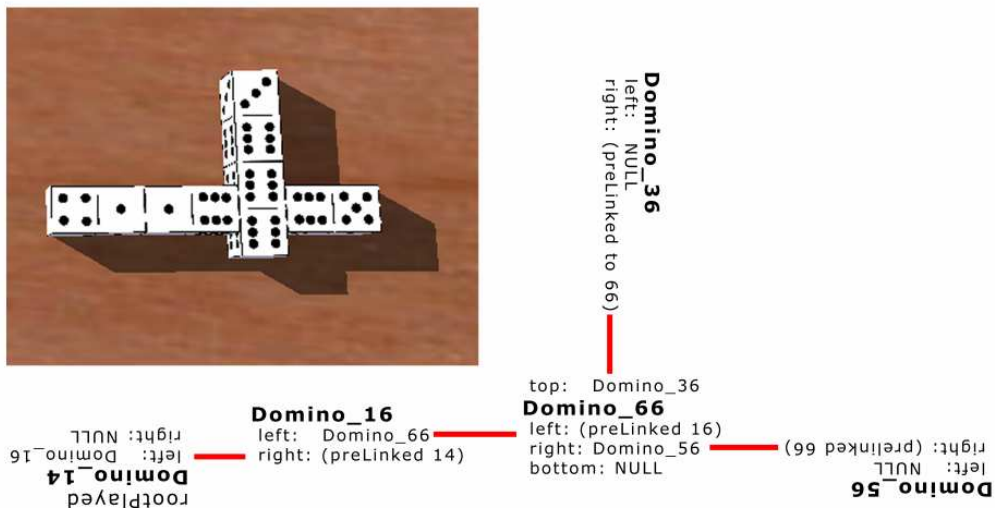 Domino_36
left: NULL
right: (preLinked to 66)
top: Domino_36
Domino_66
left: (preLinked 16)
right: Domino_56
bottom: NULL
Domino_16
left: Domino_66
right: (preLinked 14)
rootPlayed
Domino_14
left: Domino_16
right: NULL
Domino_56
left: NULL
right: (prelinked 66)